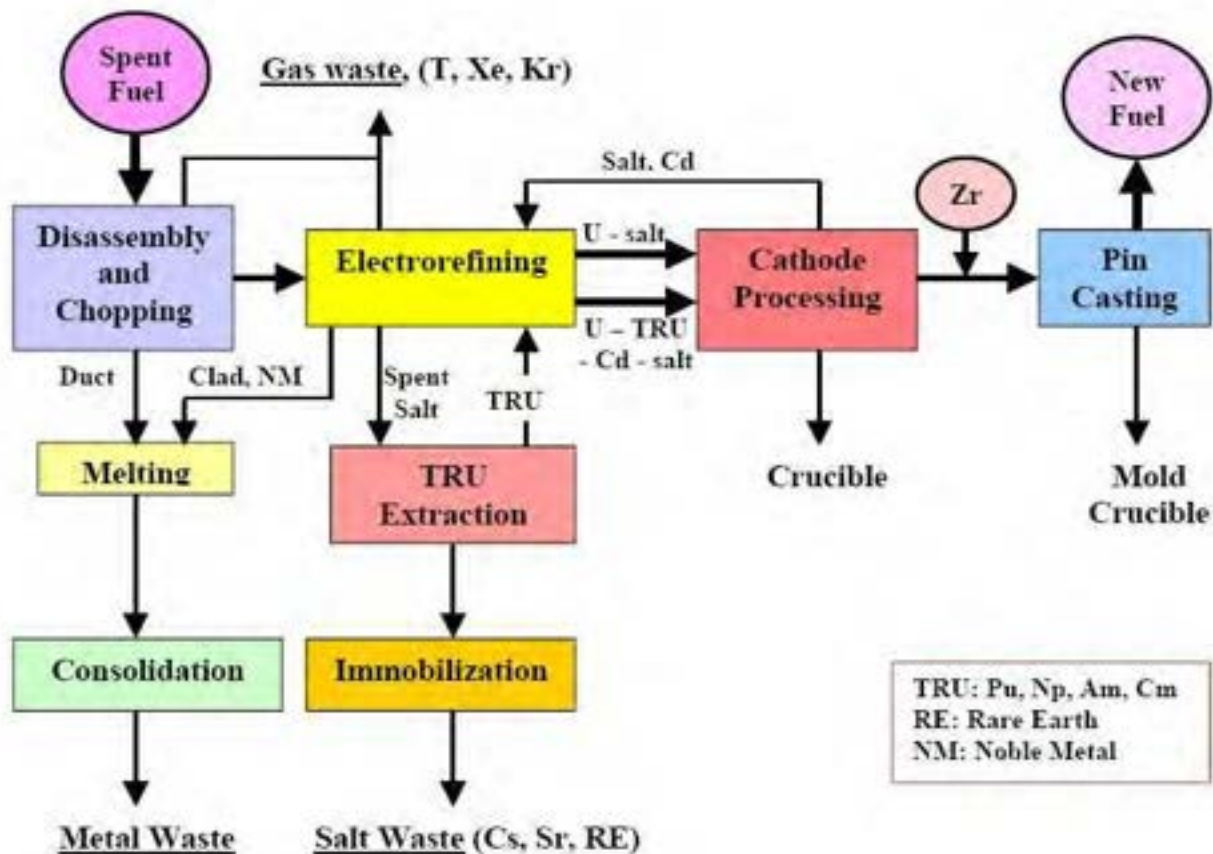 Spent
Fuel
Gas waste, (T, Xe, Kr)
New
Fuel
Salt, Cd
Zr
Disassembly
and
Chopping
Electrorefining
U - salt
Cathode
Processing
Pin
Casting
U – TRU
- Cd - salt
Duct
Clad, NM
Spent
Salt
TRU
Melting
TRU
Extraction
Crucible
Mold
Crucible
Consolidation
Immobilization
TRU: Pu, Np, Am, Cm
RE: Rare Earth
NM: Noble Metal
Metal Waste
Salt Waste (Cs, Sr, RE)